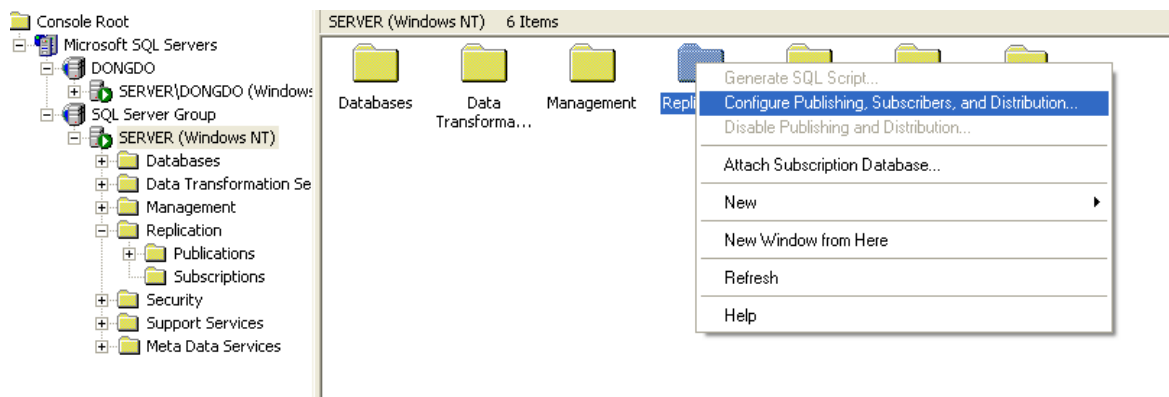 Console Root
Microsoft SQL Servers
DONGDO
SERVER\DONGDO (Windows
SQL Server Group
SERVER (Windows NT)
Databases
Data Transformation Se
Management
Replication
Publications
Subscriptions
Security
Support Services
Meta Data Services
SERVER (Windows NT) 6 Items
Databases
Data
Transforma...
Management
Repli
Generate SQL Script...
Configure Publishing, Subscribers, and Distribution...
Disable Publishing and Distribution...
Attach Subscription Database...
New
New Window from Here
Refresh
Help